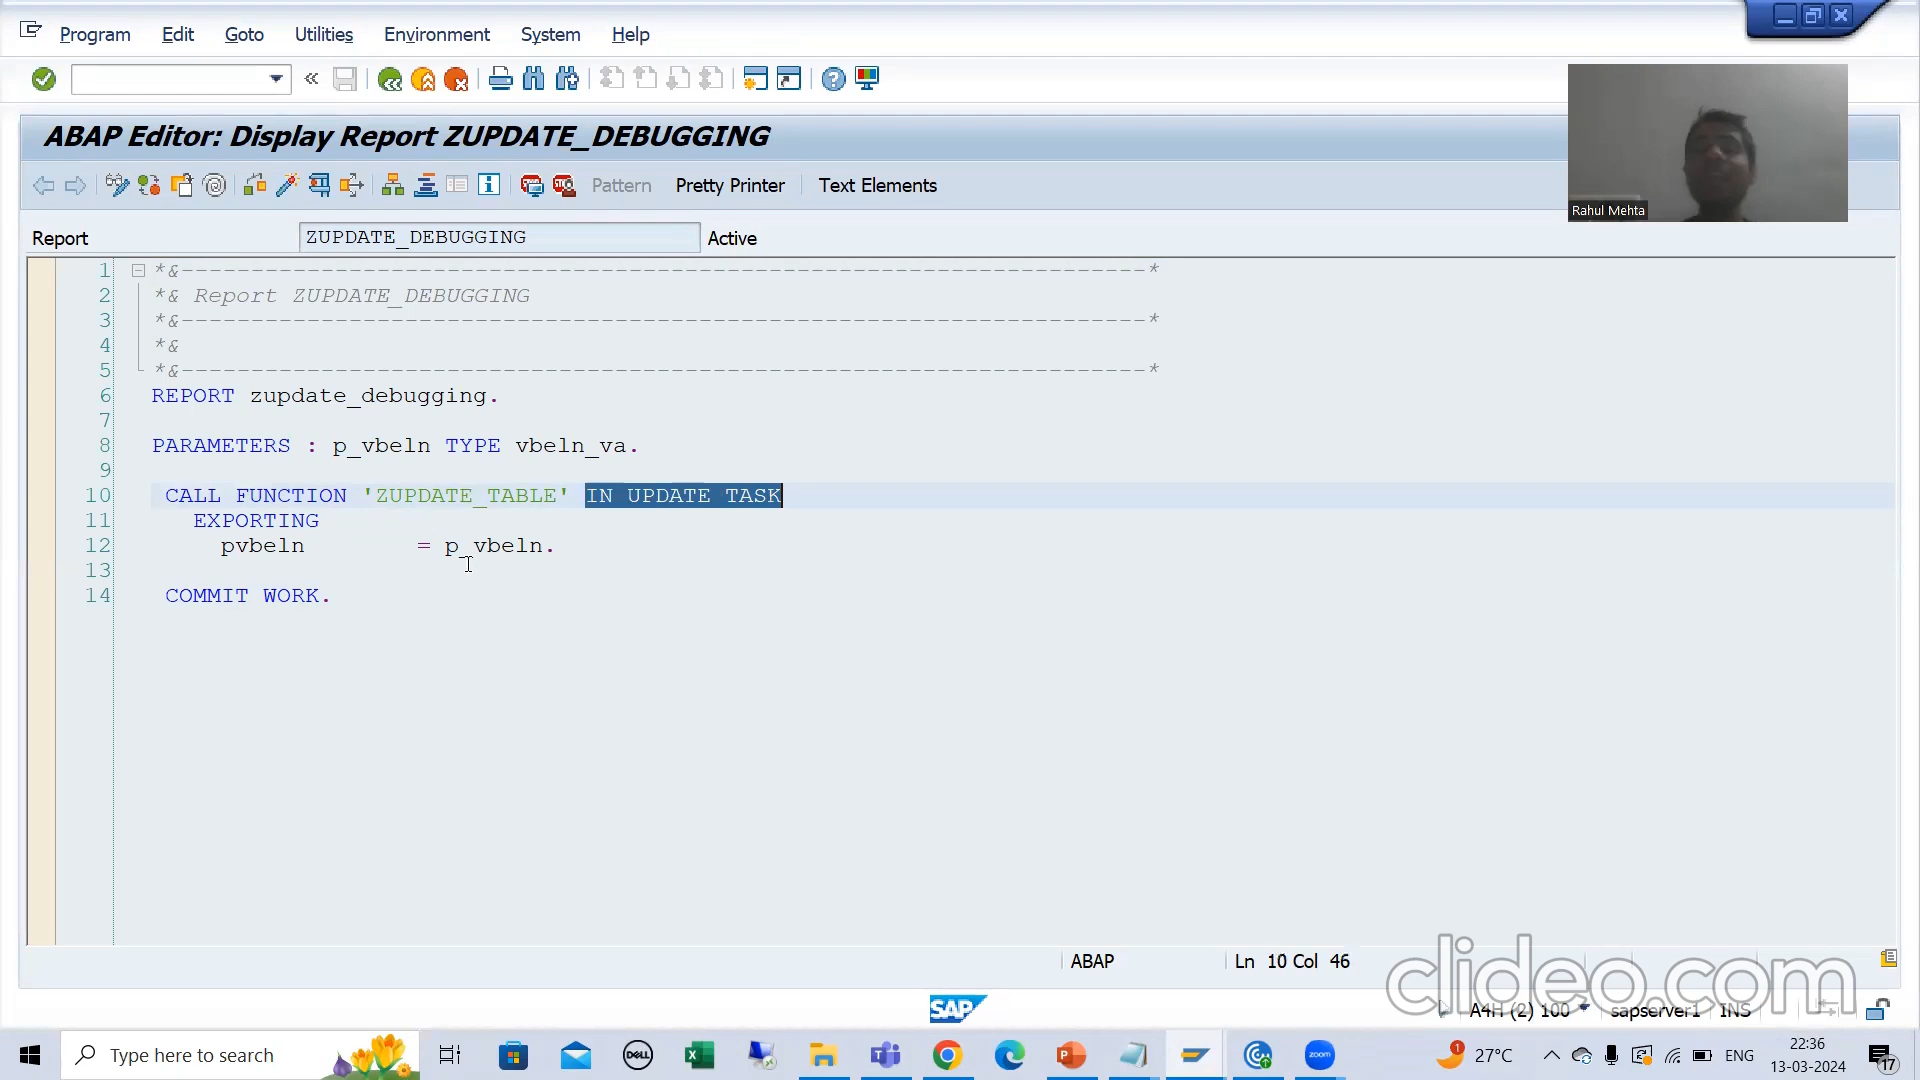 Program Edit Goto Utilities Environment System Help
ABAP Editor: Display Report ZUPDATE_DEBUGGING
Pattern Pretty Printer Text Elements
Rahul Mehta
Report ZUPDATE_DEBUGGING Active
1 *&---------------------------------------------------------------------*
2 *& Report ZUPDATE_DEBUGGING
3 *&---------------------------------------------------------------------*
4 *&
5 *&---------------------------------------------------------------------*
6 REPORT zupdate_debugging.
7
8 PARAMETERS : p_vbeln TYPE vbeln_va.
9
10 CALL FUNCTION 'ZUPDATE_TABLE' IN UPDATE TASK
11 EXPORTING
12 pvbeln = p_vbeln.
13
14 COMMIT WORK.
ABAP Ln 10 Col 46
clideo.com
SAP
A4H (2) 100 sapserver1 INS
Type here to search
DELL
zoom
1
27°C
ENG
22:36
13-03-2024
17